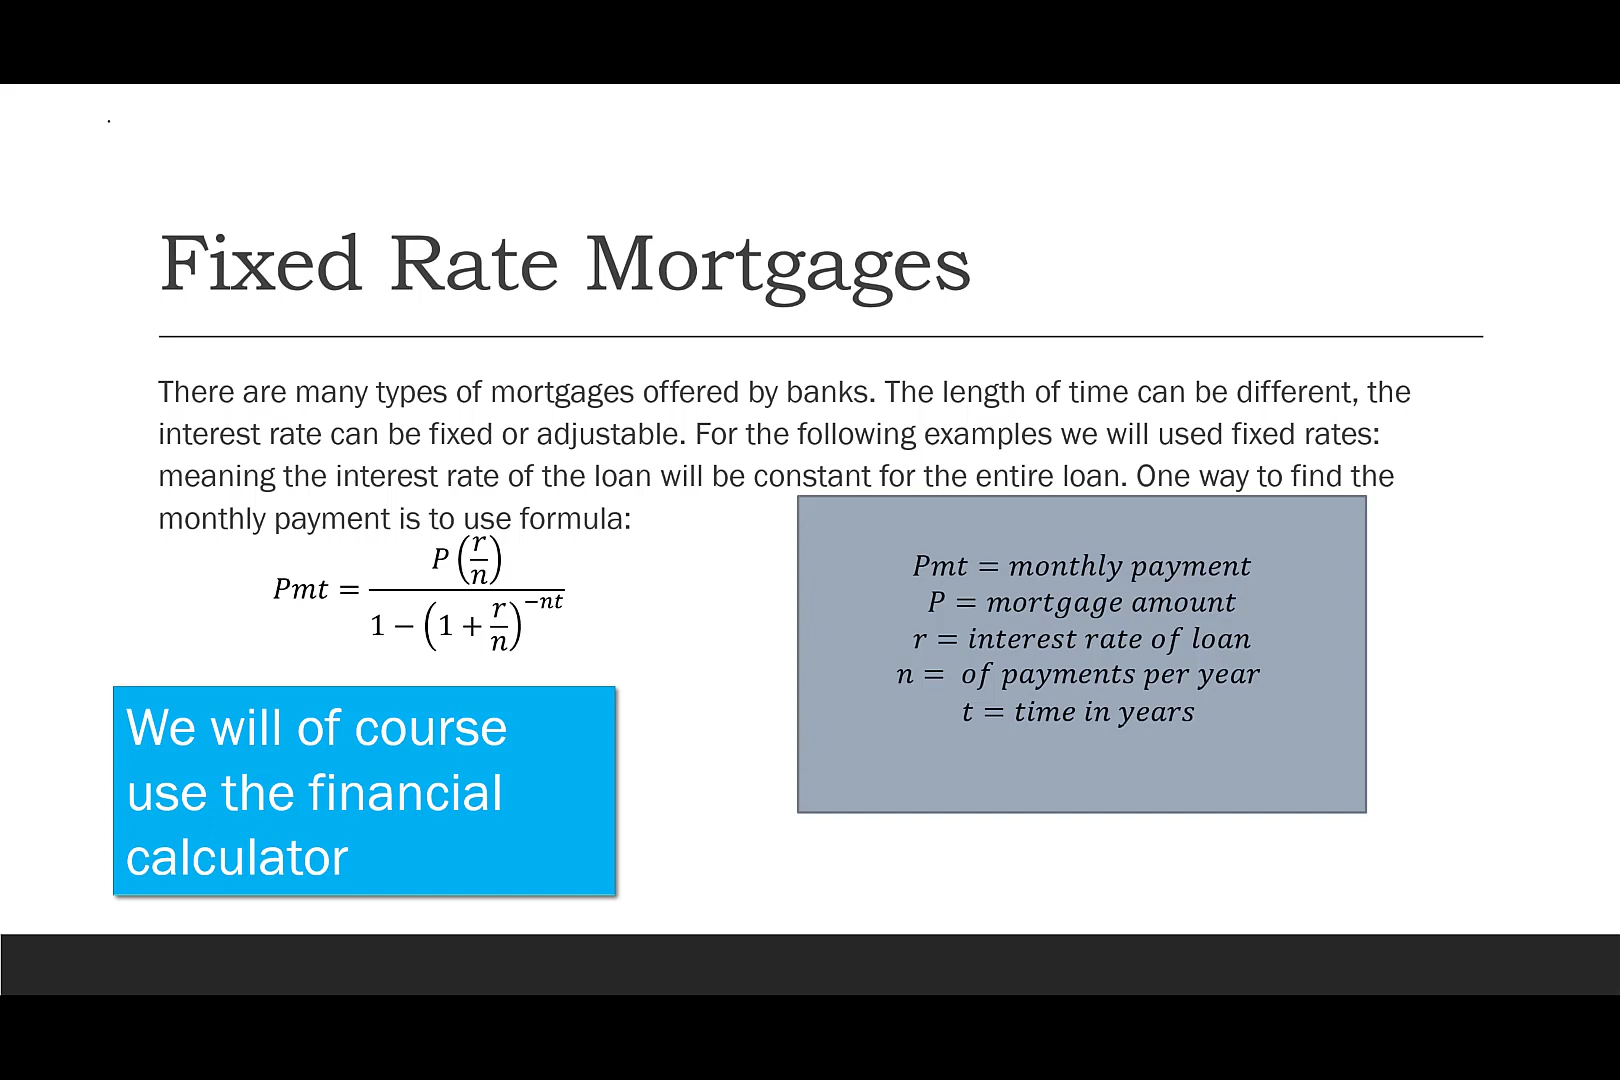 Fixed Rate Mortgages
There are many types of mortgages offered by banks. The length of time can be different, the
interest rate can be fixed or adjustable. For the following examples we will used fixed rates:
meaning the interest rate of the loan will be constant for the entire loan. One way to find the
monthly payment is to use formula:
Pmt = P(r/n) / 1 − (1 + r/n)^−nt
Pmt = monthly payment
P = mortgage amount
r = interest rate of loan
n = of payments per year
t = time in years
We will of course
use the financial
calculator